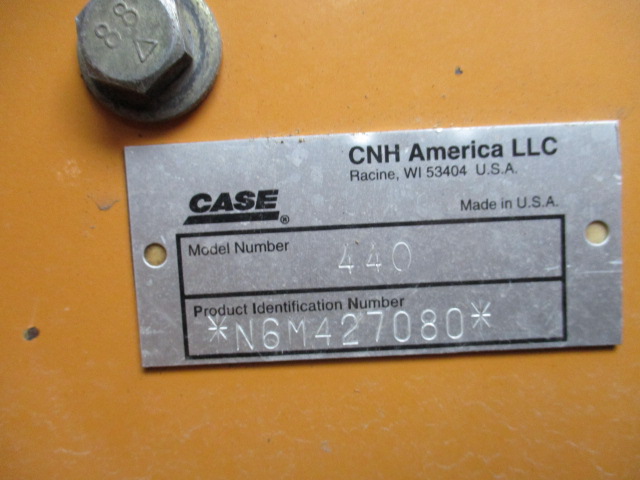 8.8
CNH America LLC
Racine, WI 53404 U.S.A.
CASE®
Made in U.S.A.
Model Number
440
Product Identification Number
*N6M427080*